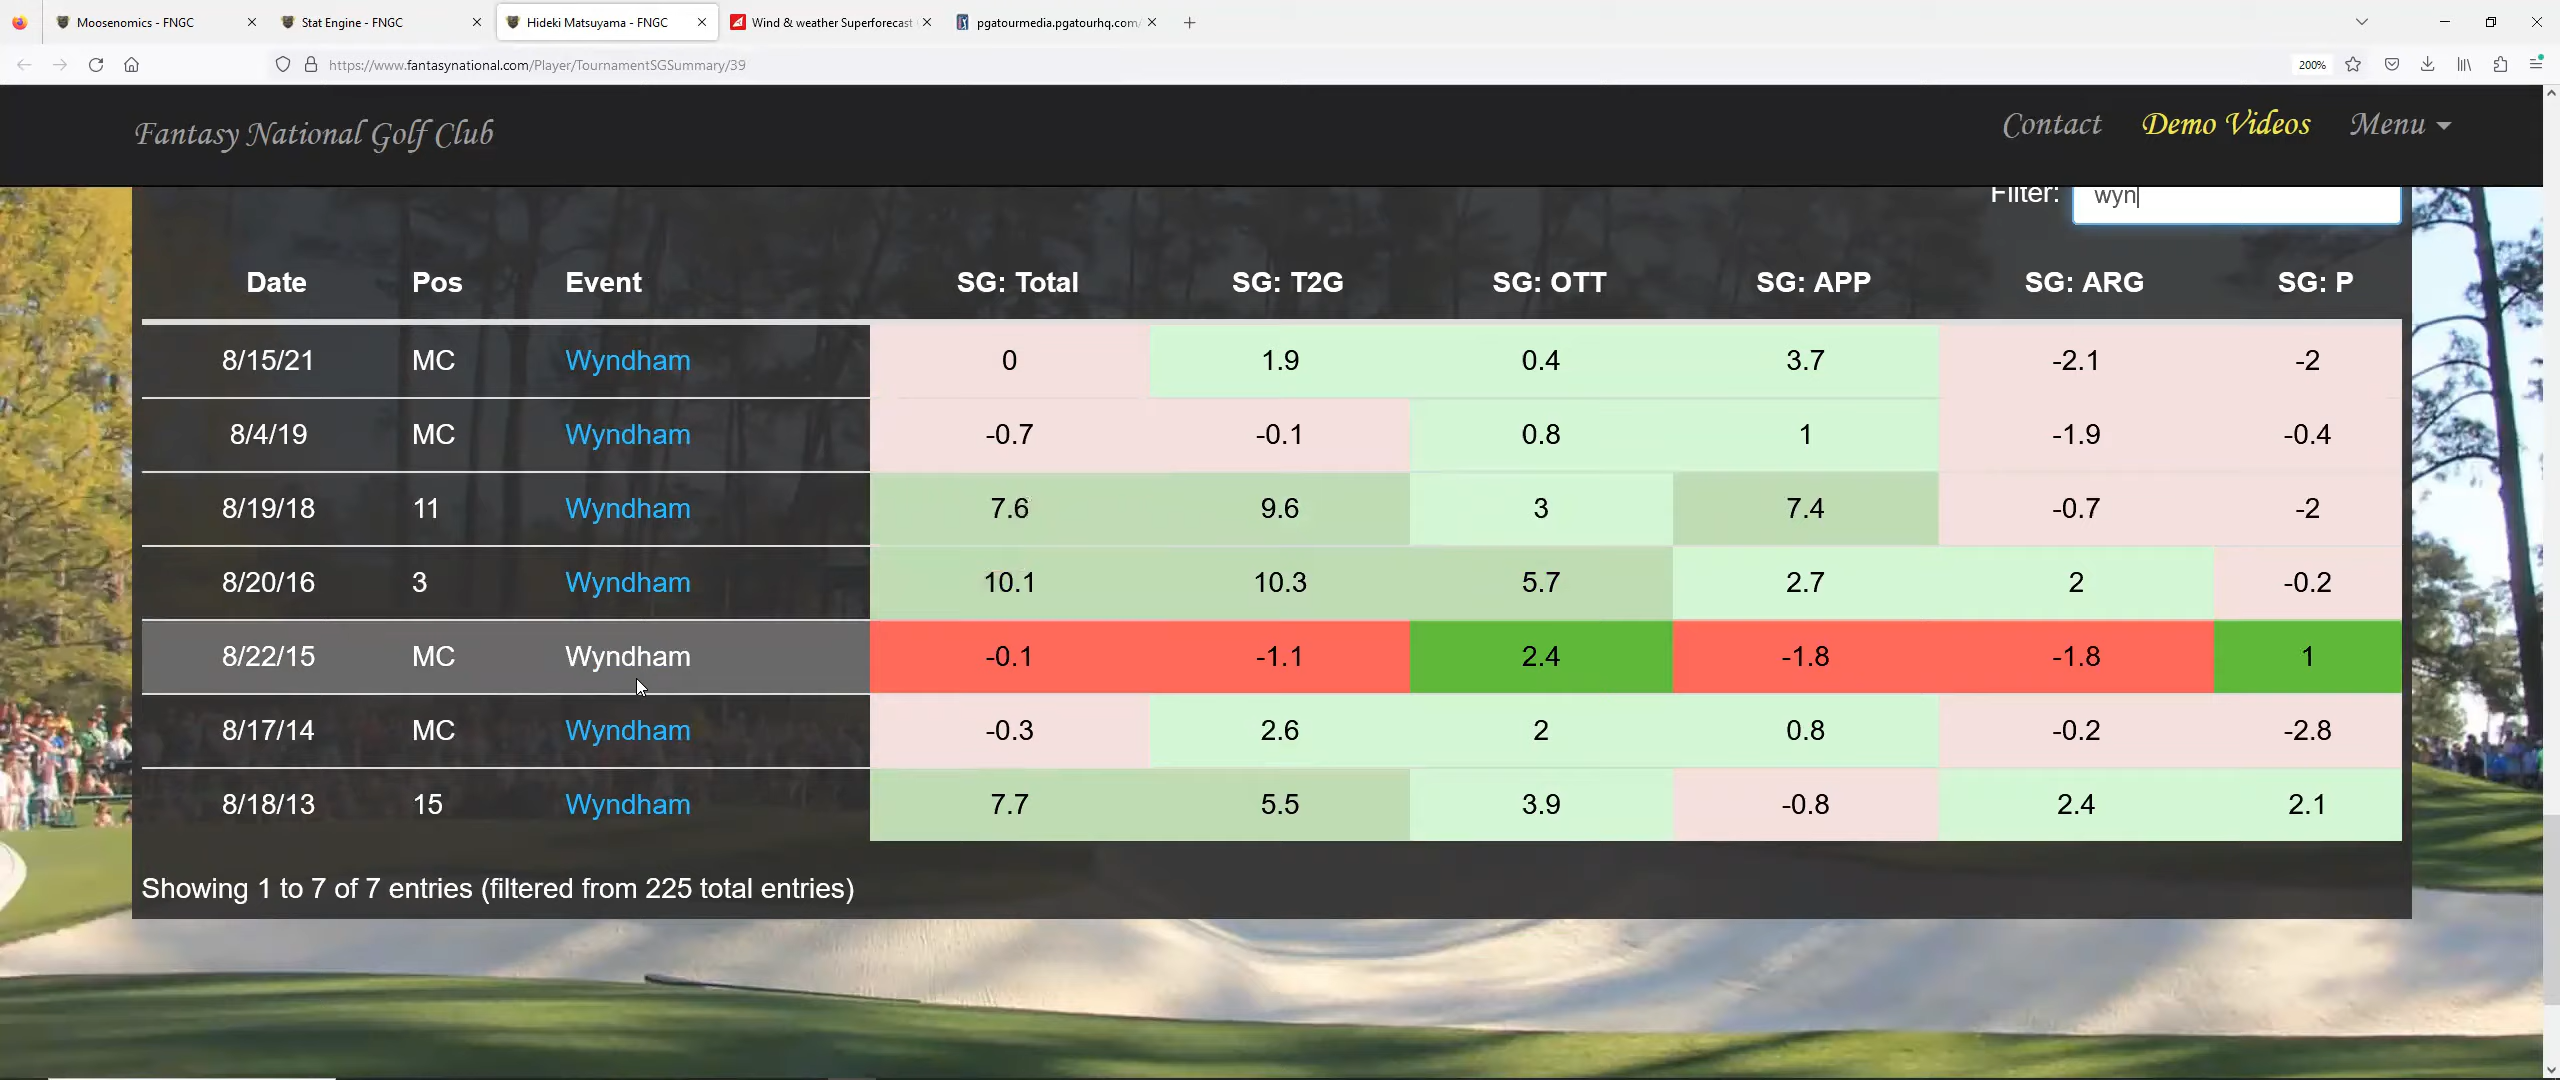 Moosenomics - FNGC
Stat Engine - FNGC
Hideki Matsuyama - FNGC
Wind & weather Superforecast
pgatourmedia.pgatourhq.com
https://www.fantasynational.com/Player/TournamentSGSummary/39
200%
Fantasy National Golf Club
Contact Demo Videos Menu
Filter: wyn
Date Pos Event SG: Total SG: T2G SG: OTT SG: APP SG: ARG SG: P
8/15/21 MC Wyndham 0 1.9 0.4 3.7 -2.1 -2
8/4/19 MC Wyndham -0.7 -0.1 0.8 1 -1.9 -0.4
8/19/18 11 Wyndham 7.6 9.6 3 7.4 -0.7 -2
8/20/16 3 Wyndham 10.1 10.3 5.7 2.7 2 -0.2
8/22/15 MC Wyndham -0.1 -1.1 2.4 -1.8 -1.8 1
8/17/14 MC Wyndham -0.3 2.6 2 0.8 -0.2 -2.8
8/18/13 15 Wyndham 7.7 5.5 3.9 -0.8 2.4 2.1
Showing 1 to 7 of 7 entries (filtered from 225 total entries)